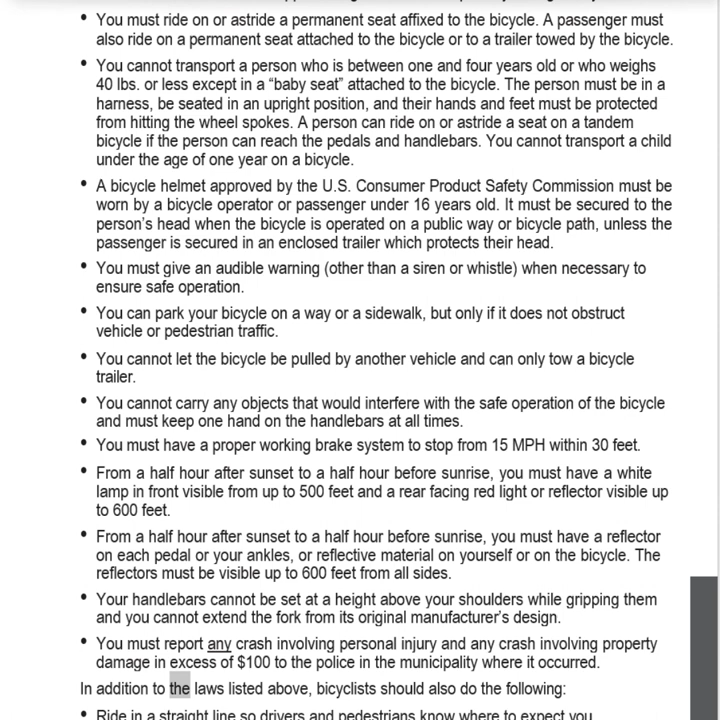 • You must ride on or astride a permanent seat affixed to the bicycle. A passenger must
also ride on a permanent seat attached to the bicycle or to a trailer towed by the bicycle.
• You cannot transport a person who is between one and four years old or who weighs
40 lbs. or less except in a “baby seat” attached to the bicycle. The person must be in a
harness, be seated in an upright position, and their hands and feet must be protected
from hitting the wheel spokes. A person can ride on or astride a seat on a tandem
bicycle if the person can reach the pedals and handlebars. You cannot transport a child
under the age of one year on a bicycle.
• A bicycle helmet approved by the U.S. Consumer Product Safety Commission must be
worn by a bicycle operator or passenger under 16 years old. It must be secured to the
person’s head when the bicycle is operated on a public way or bicycle path, unless the
passenger is secured in an enclosed trailer which protects their head.
• You must give an audible warning (other than a siren or whistle) when necessary to
ensure safe operation.
• You can park your bicycle on a way or a sidewalk, but only if it does not obstruct
vehicle or pedestrian traffic.
• You cannot let the bicycle be pulled by another vehicle and can only tow a bicycle
trailer.
• You cannot carry any objects that would interfere with the safe operation of the bicycle
and must keep one hand on the handlebars at all times.
• You must have a proper working brake system to stop from 15 MPH within 30 feet.
• From a half hour after sunset to a half hour before sunrise, you must have a white
lamp in front visible from up to 500 feet and a rear facing red light or reflector visible up
to 600 feet.
• From a half hour after sunset to a half hour before sunrise, you must have a reflector
on each pedal or your ankles, or reflective material on yourself or on the bicycle. The
reflectors must be visible up to 600 feet from all sides.
• Your handlebars cannot be set at a height above your shoulders while gripping them
and you cannot extend the fork from its original manufacturer’s design.
• You must report any crash involving personal injury and any crash involving property
damage in excess of $100 to the police in the municipality where it occurred.
In addition to the laws listed above, bicyclists should also do the following:
• Ride in a straight line so drivers and pedestrians know where to expect you